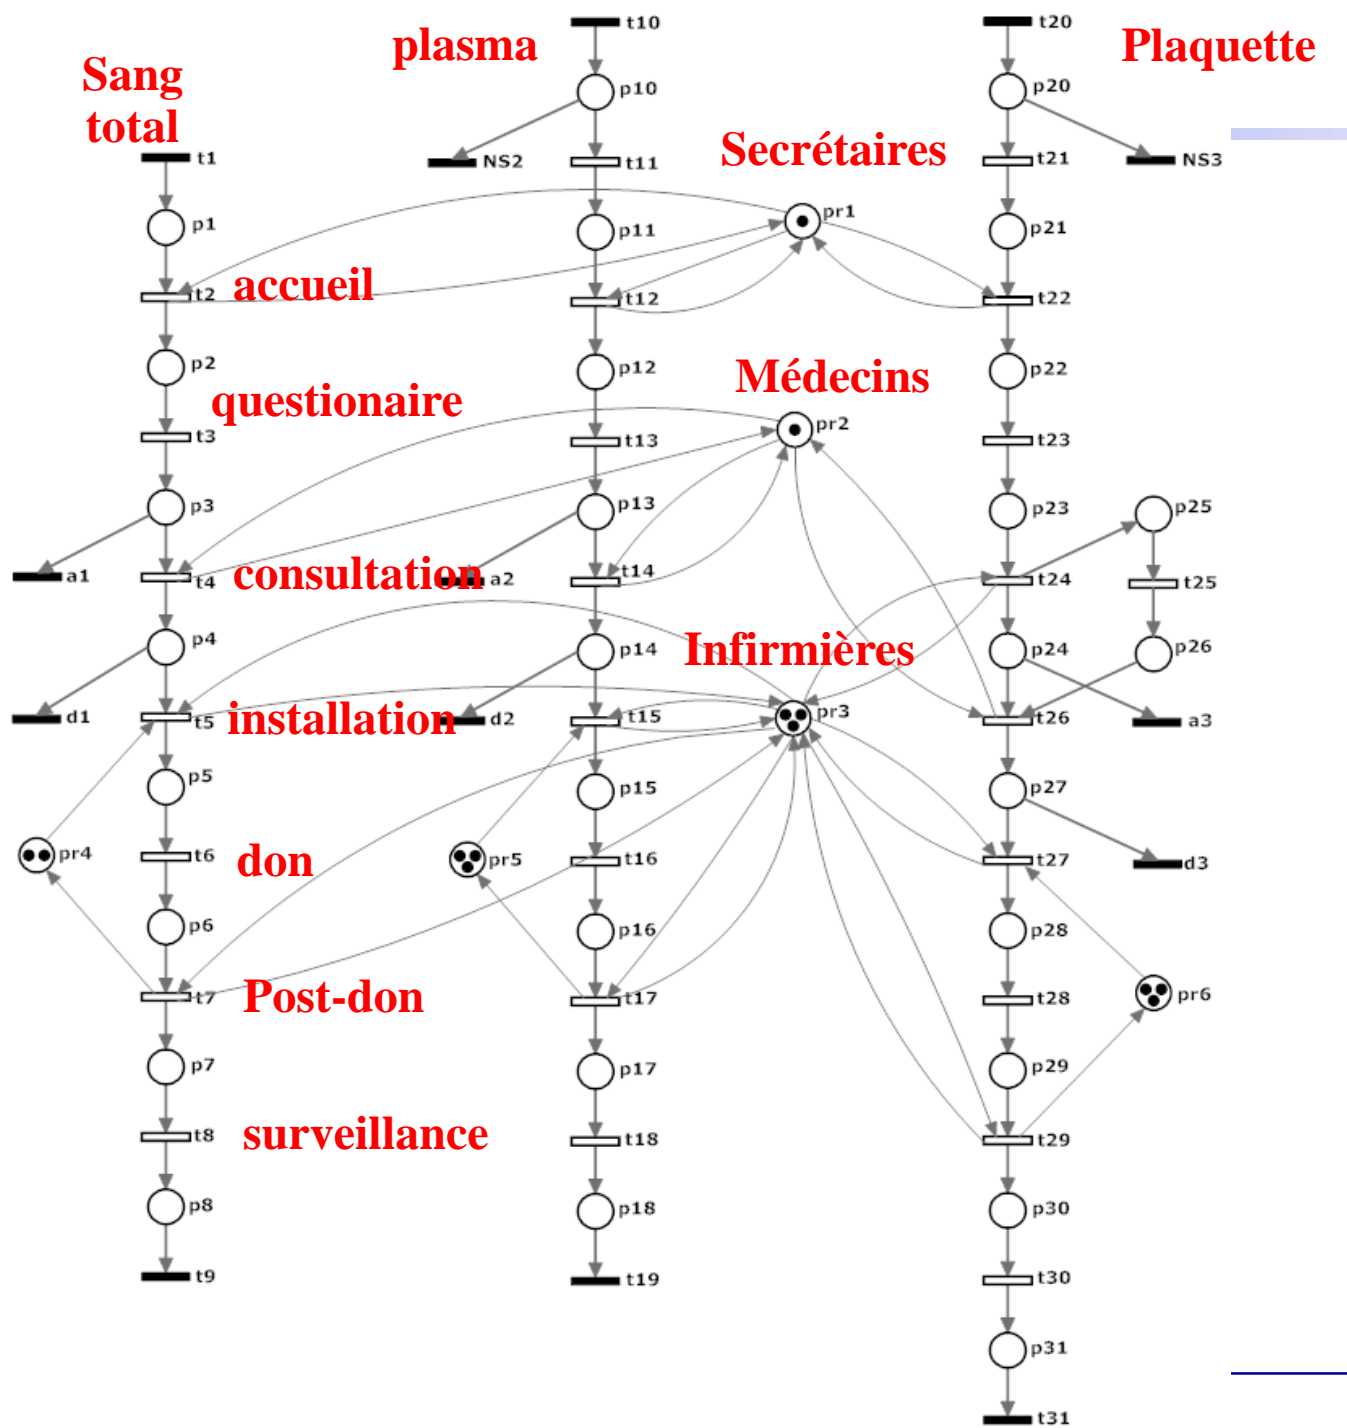 t10
t20
plasma
Plaquette
Sang
total
p10
p20
t1
NS2
t11
Secrétaires
t21
NS3
p1
p11
pr1
p21
t2
accueil
t12
t22
p2
p12
Médecins
p22
questionaire
t3
t13
pr2
t23
p3
p13
p23
p25
a1
t4
consultation
a2
t14
t24
t25
p4
p14
Infirmières
p24
p26
d1
t5
installation
d2
t15
pr3
t26
a3
p5
p15
p27
pr4
t6
don
pr5
t16
t27
d3
p6
p16
p28
t7
Post-don
t17
t28
pr6
p7
p17
p29
t8
surveillance
t18
t29
p8
p18
p30
t9
t19
t30
p31
t31